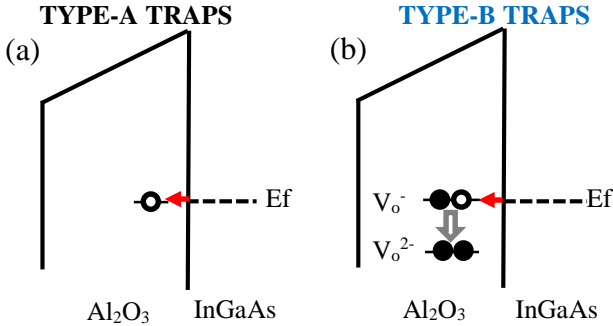 TYPE-A TRAPS
(a)
Ef
Al₂O₃ InGaAs
TYPE-B TRAPS
(b)
Vₒ⁻
Ef
Vₒ²⁻
Al₂O₃ InGaAs